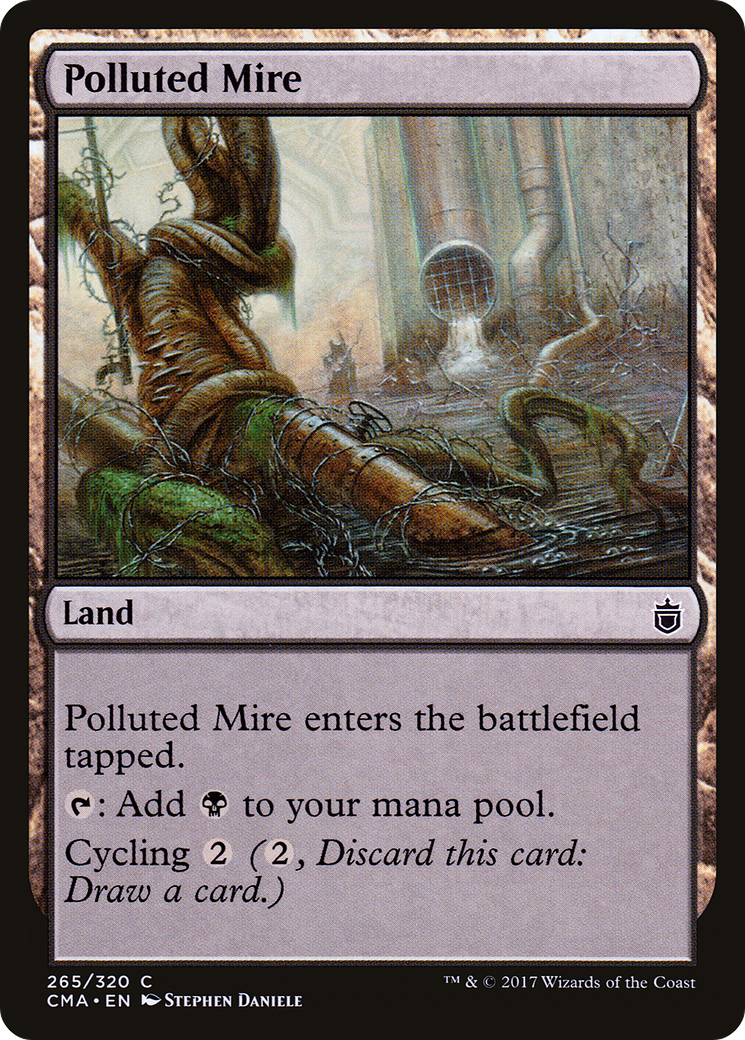 Polluted Mire
Land
Polluted Mire enters the battlefield
tapped.
: Add to your mana pool.
Cycling 2 (2, Discard this card:
Draw a card.)
265/320 C
CMA • EN Stephen Daniele
™ & © 2017 Wizards of the Coast